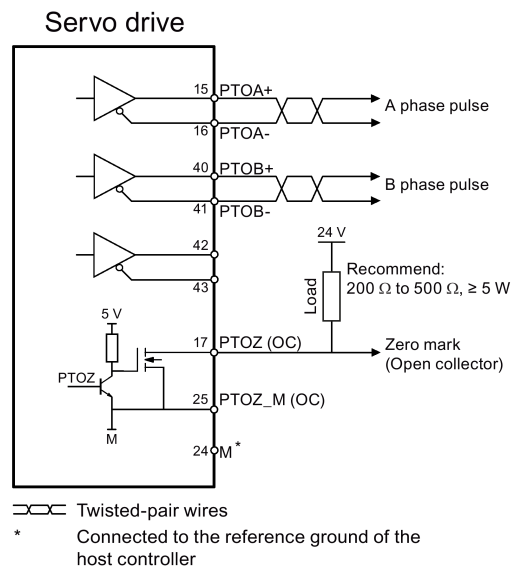 Servo drive
15 PTOA+
A phase pulse
16 PTOA-
40 PTOB+
B phase pulse
41 PTOB-
42
43
24 V
Load
Recommend:
200 Ω to 500 Ω, ≥ 5 W
5 V
17 PTOZ (OC)
Zero mark
(Open collector)
PTOZ
25 PTOZ_M (OC)
M
24 M*
Twisted-pair wires
* Connected to the reference ground of the
host controller